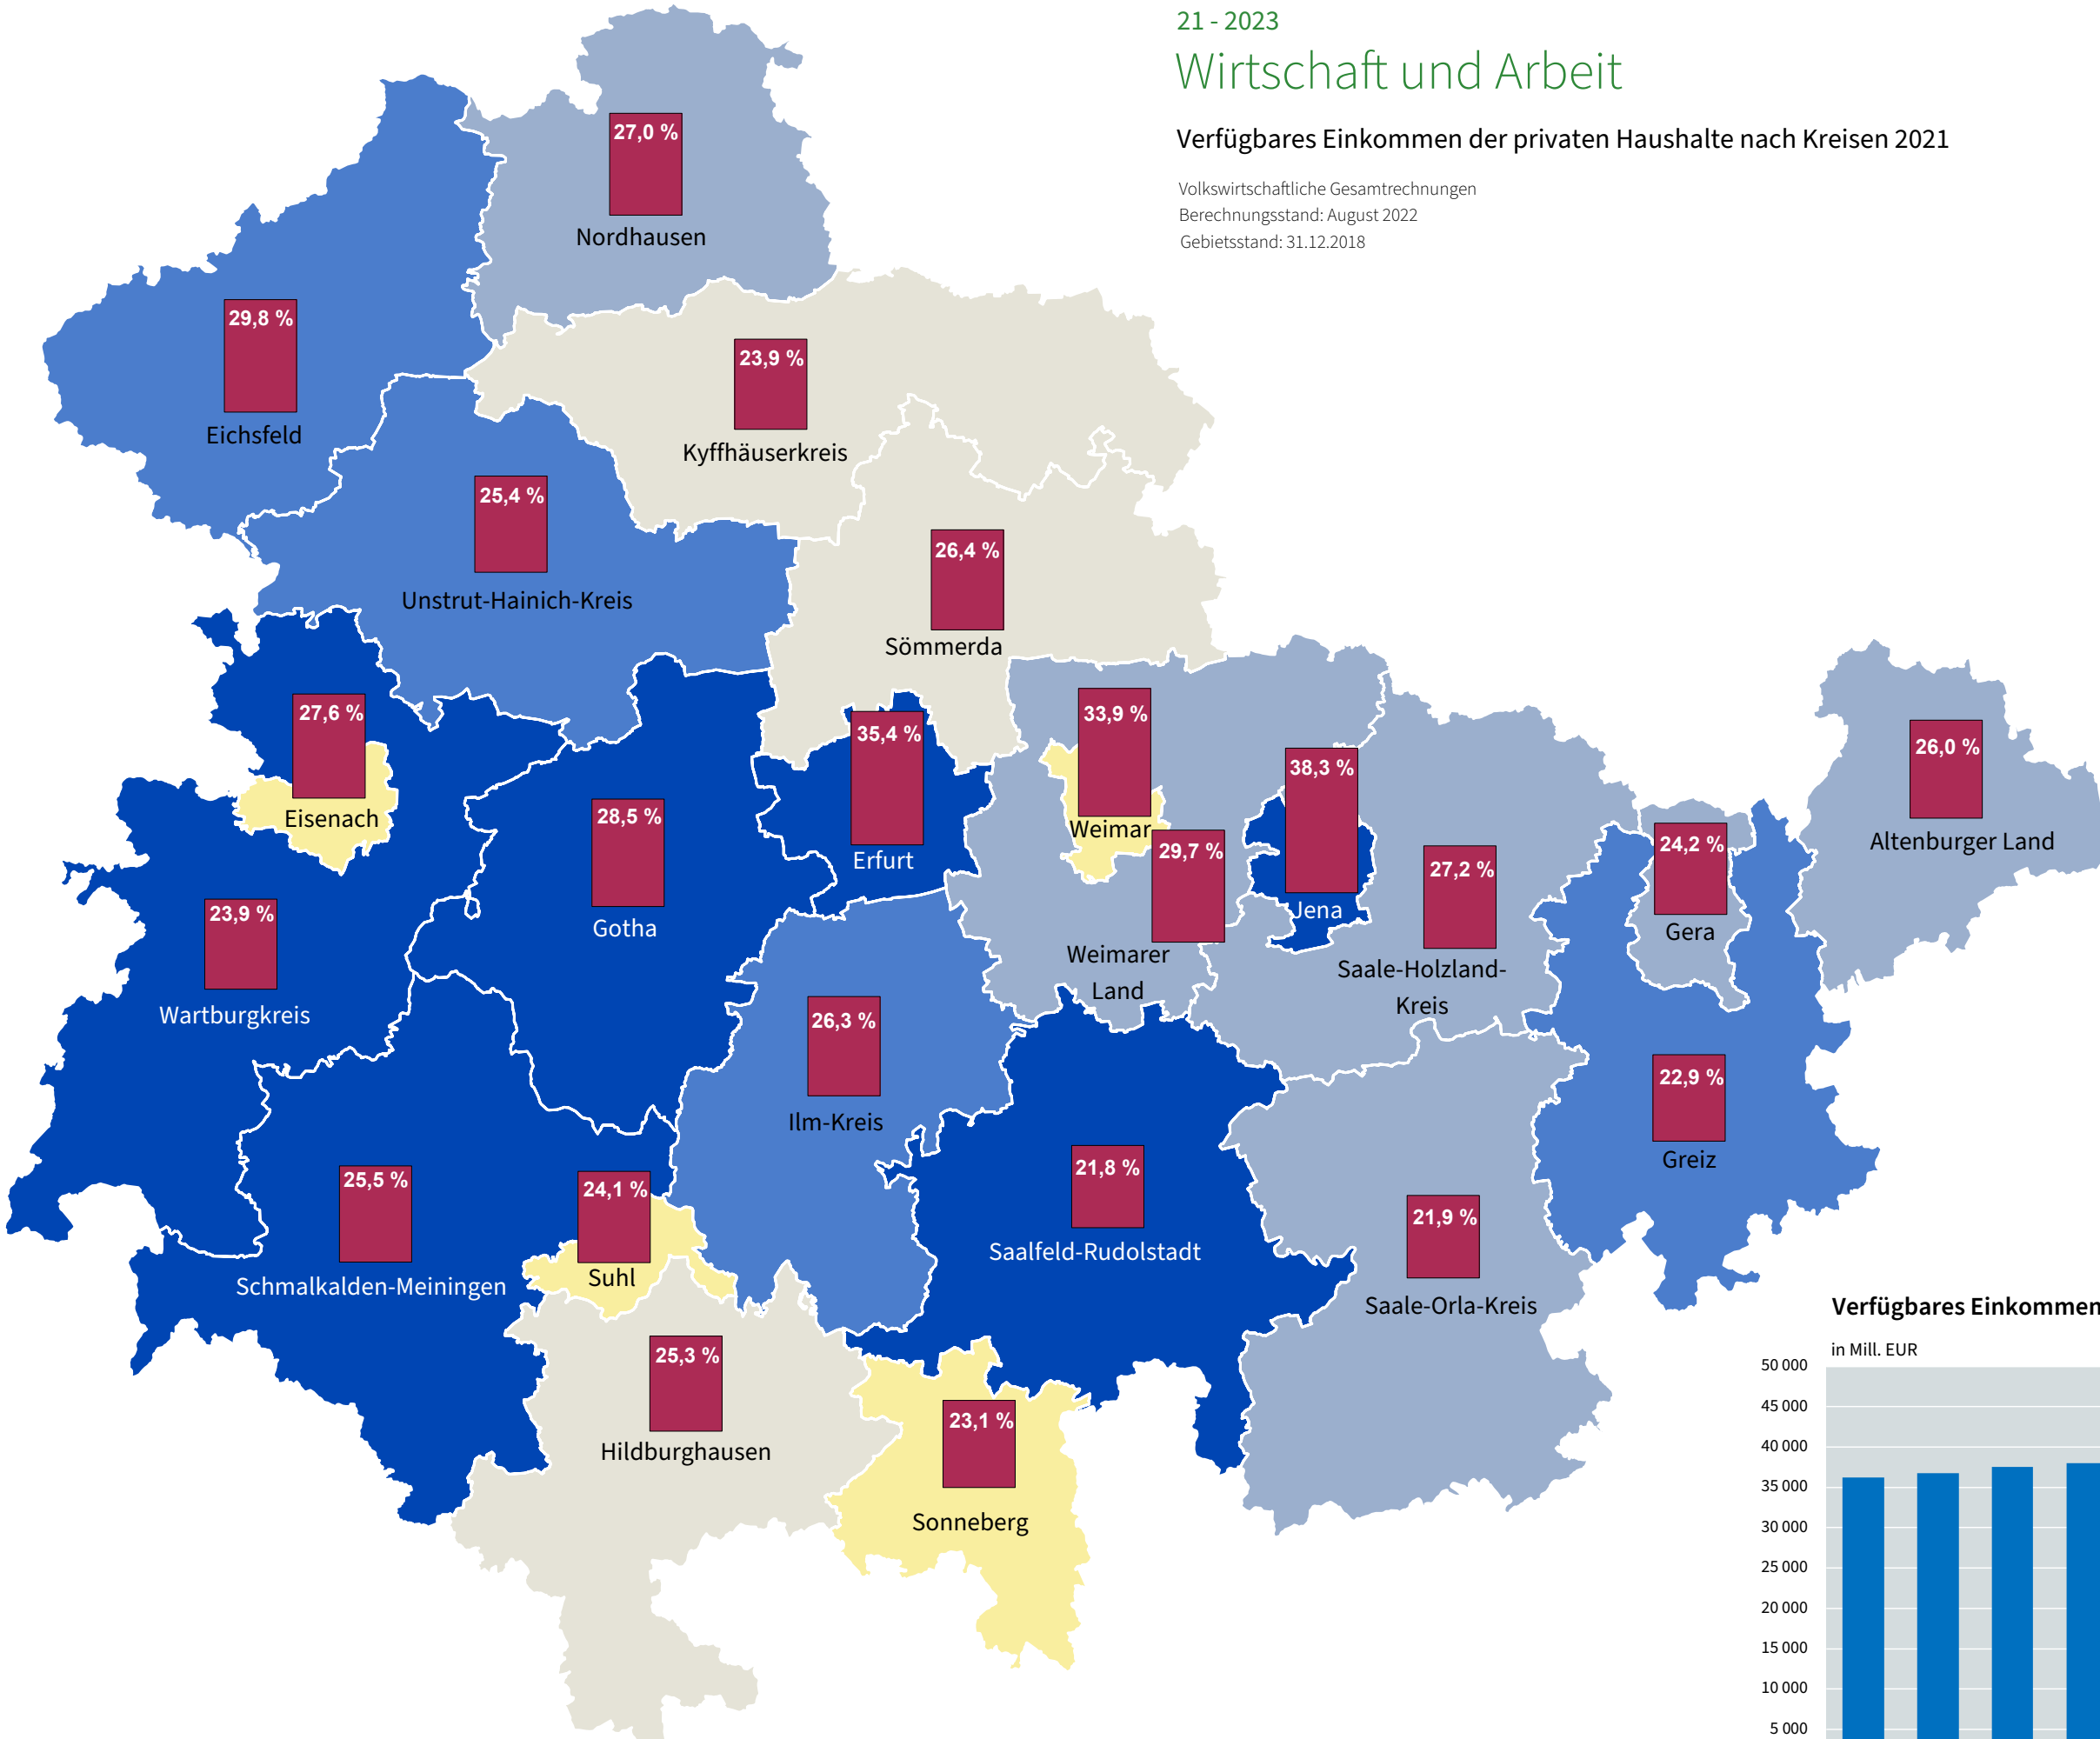 21 - 2023
Wirtschaft und Arbeit
Verfügbares Einkommen der privaten Haushalte nach Kreisen 2021
Volkswirtschaftliche Gesamtrechnungen
Berechnungsstand: August 2022
Gebietsstand: 31.12.2018
27,0 %
Nordhausen
29,8 %
Eichsfeld
23,9 %
Kyffhäuserkreis
25,4 %
Unstrut-Hainich-Kreis
26,4 %
Sömmerda
27,6 %
Eisenach
28,5 %
Gotha
35,4 %
Erfurt
33,9 %
Weimar
29,7 %
Weimarer
Land
38,3 %
Jena
27,2 %
Saale-Holzland-
Kreis
24,2 %
Gera
26,0 %
Altenburger Land
23,9 %
Wartburgkreis
26,3 %
Ilm-Kreis
22,9 %
Greiz
25,5 %
Schmalkalden-Meiningen
24,1 %
Suhl
21,8 %
Saalfeld-Rudolstadt
21,9 %
Saale-Orla-Kreis
25,3 %
Hildburghausen
23,1 %
Sonneberg
Verfügbares Einkommen
in Mill. EUR
50 000
45 000
40 000
35 000
30 000
25 000
20 000
15 000
10 000
5 000